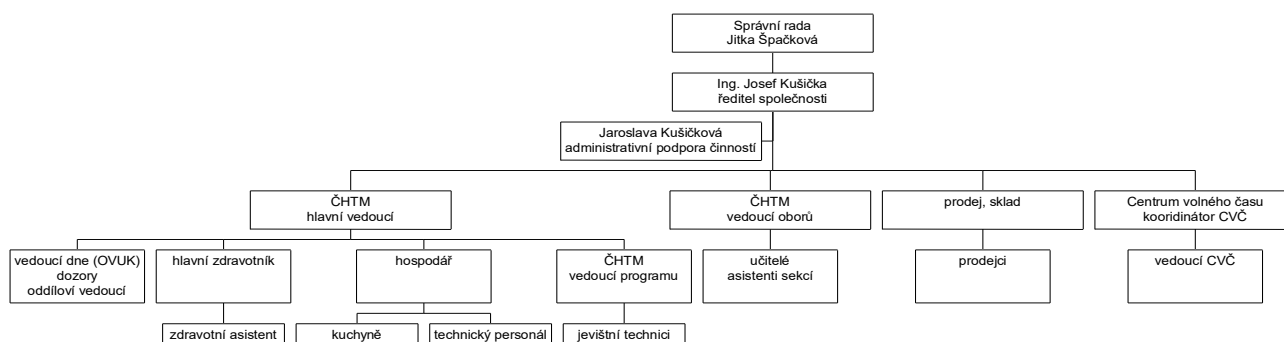 Správní rada
Jitka Špačková
Ing. Josef Kušička
ředitel společnosti
Jaroslava Kušičková
administrativní podpora činností
ČHTM
hlavní vedoucí
ČHTM
vedoucí oborů
prodej, sklad
Centrum volného času
kooridinátor CVČ
vedoucí dne (OVUK)
dozory
oddíloví vedoucí
hlavní zdravotník
hospodář
ČHTM
vedoucí programu
učitelé
asistenti sekcí
prodejci
vedoucí CVČ
zdravotní asistent
kuchyně
technický personál
jevištní technici